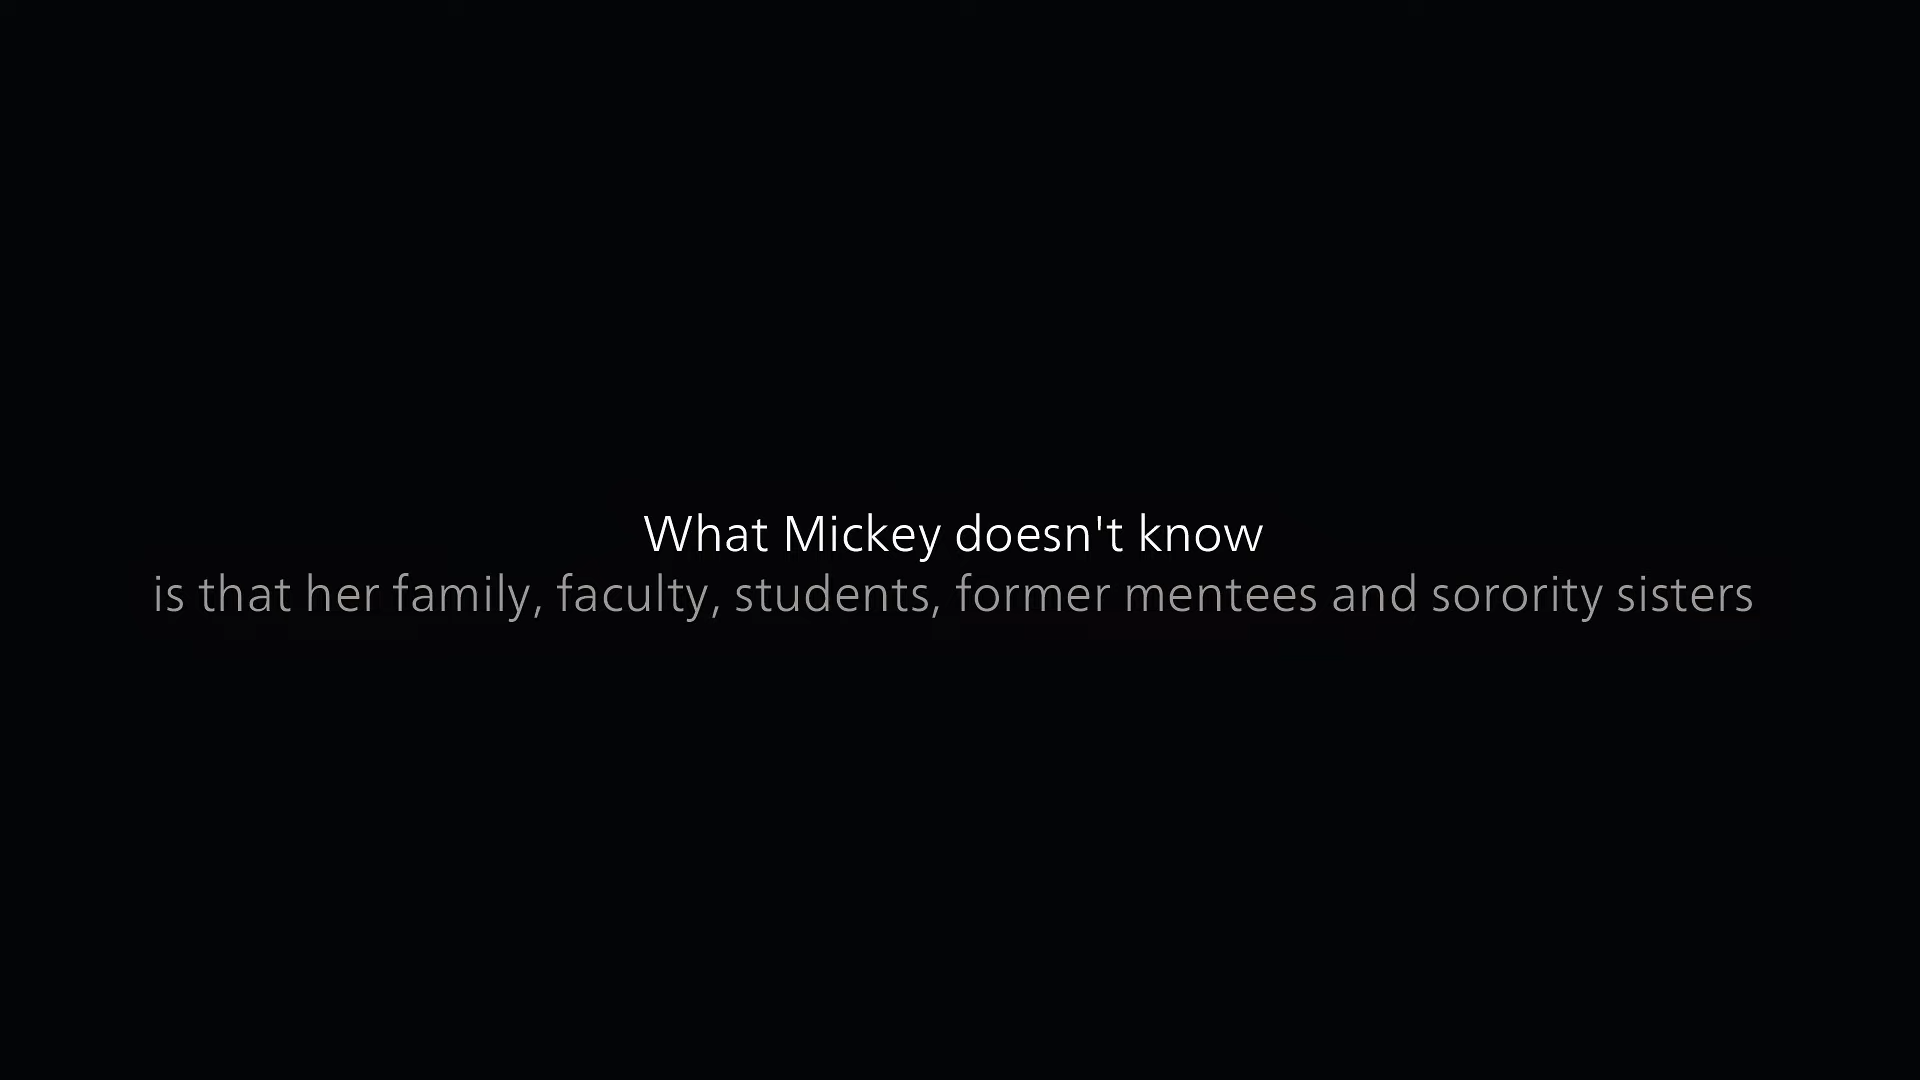 What Mickey doesn't know
is that her family, faculty, students, former mentees and sorority sisters